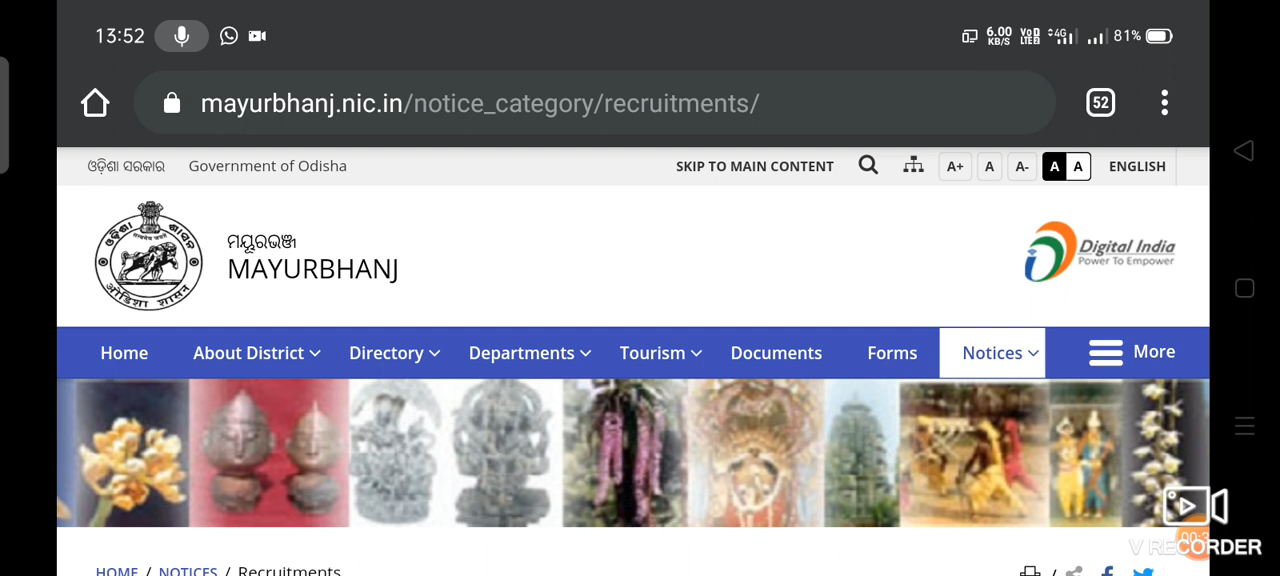 13:52
6.00 KB/S VoD LTE2 4G 81%
mayurbhanj.nic.in/notice_category/recruitments/
52
ଓଡ଼ିଶା ସରକାର Government of Odisha SKIP TO MAIN CONTENT A+ A A- A A ENGLISH
ମୟୂରଭଞ୍ଜ
MAYURBHANJ
Digital India
Power To Empower
Home About District Directory Departments Tourism Documents Forms Notices More
V RECORDER
HOME / NOTICES / Recruitments